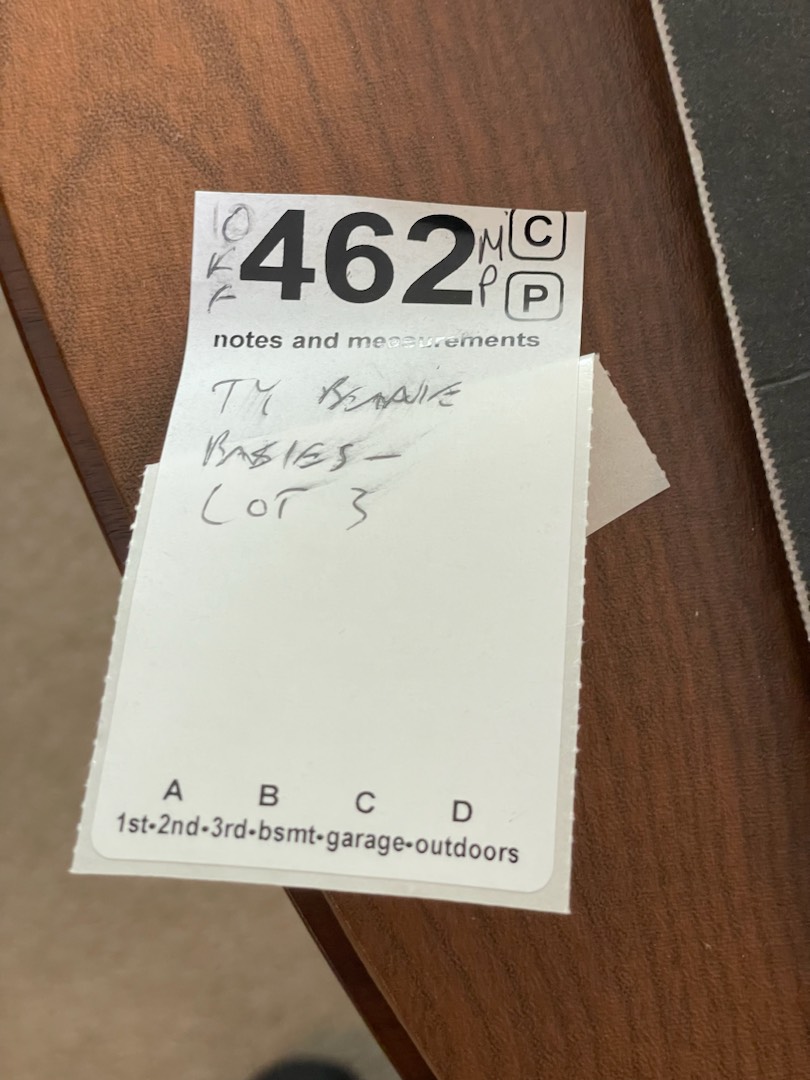 462
M
P
C
P
notes and measurements
TY BEANIE
BABIES –
LOT 3
A B C D
1st•2nd•3rd•bsmt•garage•outdoors